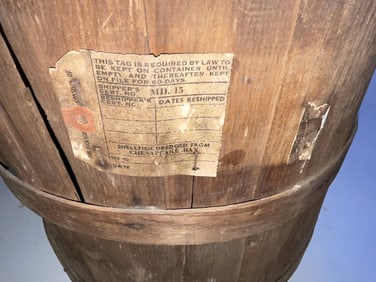 THIS TAG IS REQUIRED BY LAW TO
BE KEPT ON CONTAINER UNTIL
EMPTY AND THEREAFTER KEPT
ON FILE FOR 60 DAYS.
SHIPPER'S
CERT. NO. MD. 15
RESHIPPER'S
CERT. NO. DATES RESHIPPED
SHELLFISH DREDGED FROM
CHESAPEAKE BAY